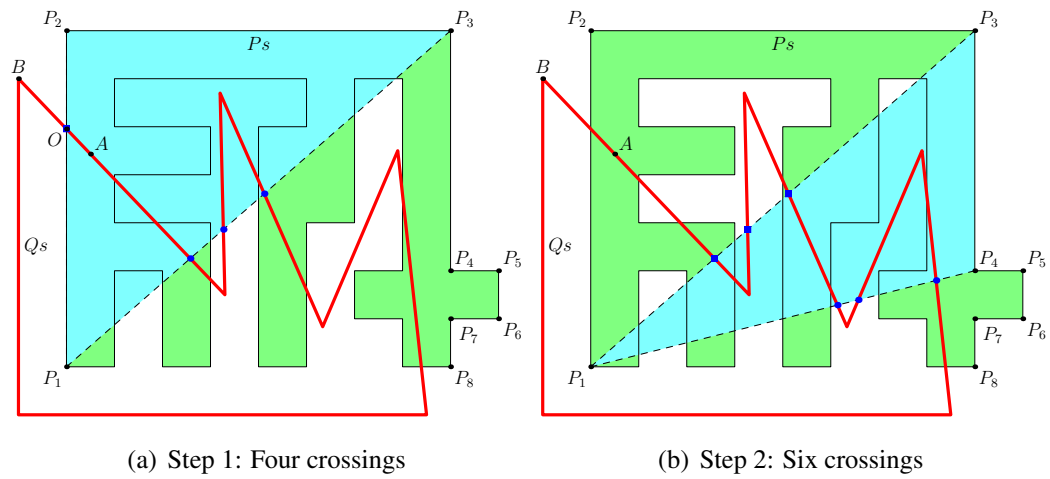 P2 P3 P2 P3
Ps Ps
B B
O A A
Qs Qs
P4 P5 P4 P5
P7 P6 P7 P6
P1 P8 P1 P8
(a) Step 1: Four crossings (b) Step 2: Six crossings